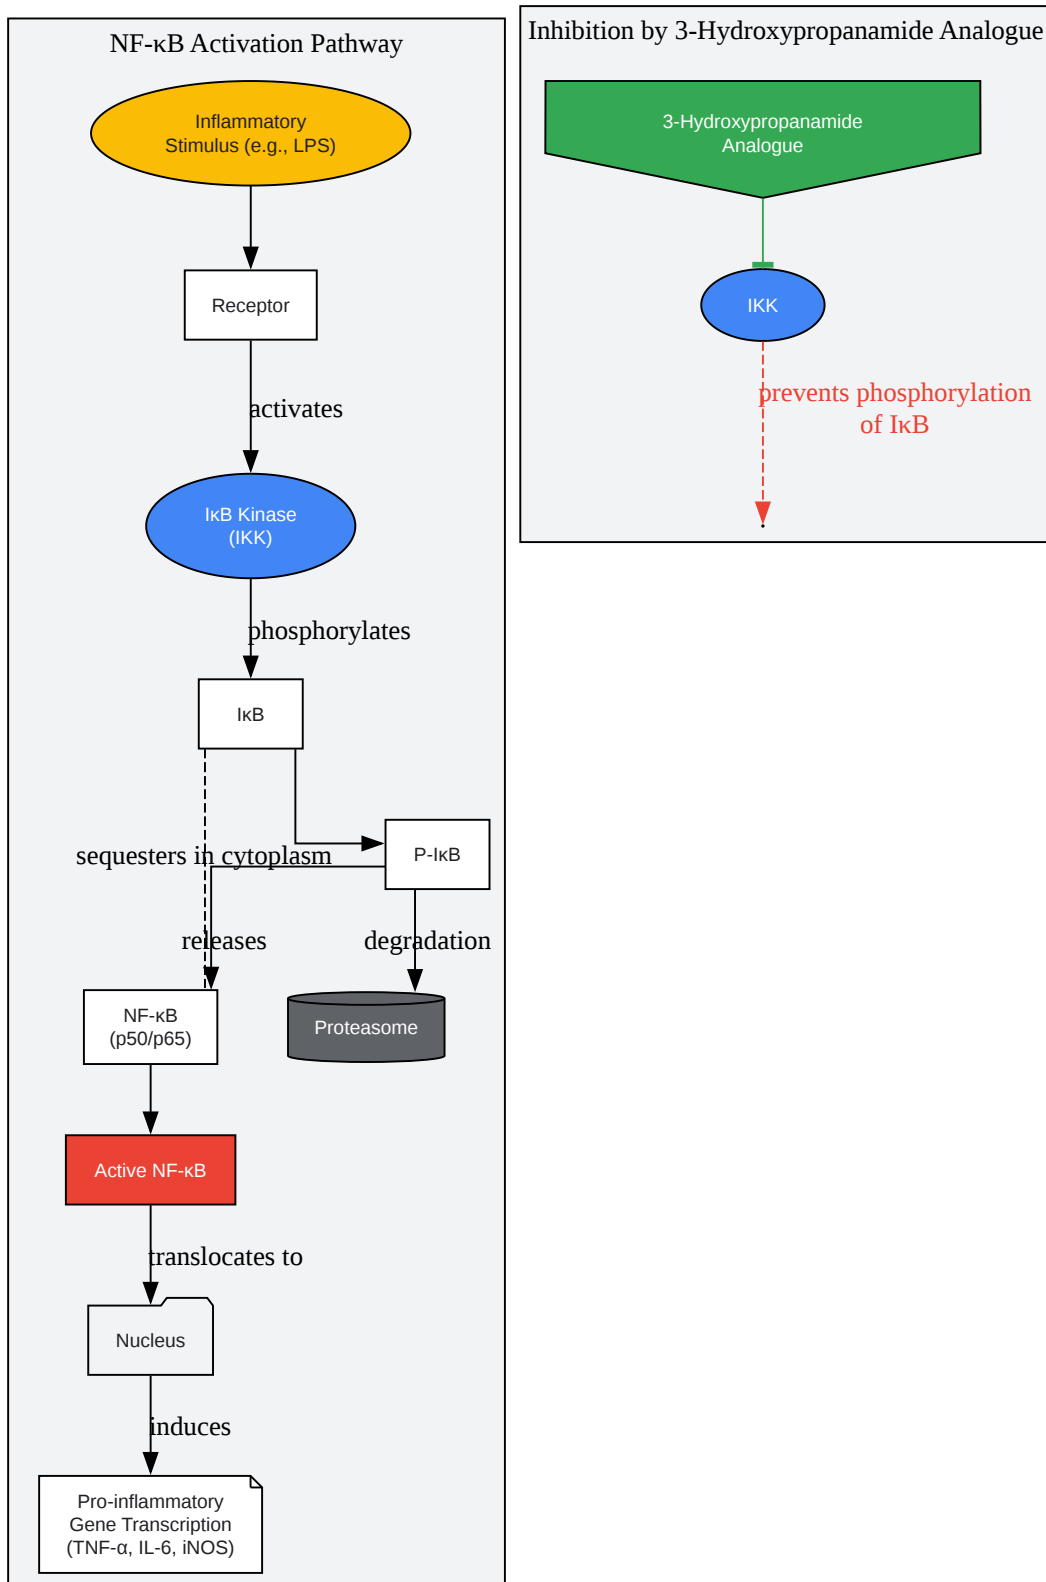 NF-κB Activation Pathway
Inflammatory
Stimulus (e.g., LPS)
Receptor
activates
IκB Kinase
(IKK)
phosphorylates
IκB
sequesters in cytoplasm
P-IκB
releases
degradation
NF-κB
(p50/p65)
Proteasome
Active NF-κB
translocates to
Nucleus
induces
Pro-inflammatory
Gene Transcription
(TNF-α, IL-6, iNOS)
Inhibition by 3-Hydroxypropanamide Analogue
3-Hydroxypropanamide
Analogue
IKK
prevents phosphorylation
of IκB